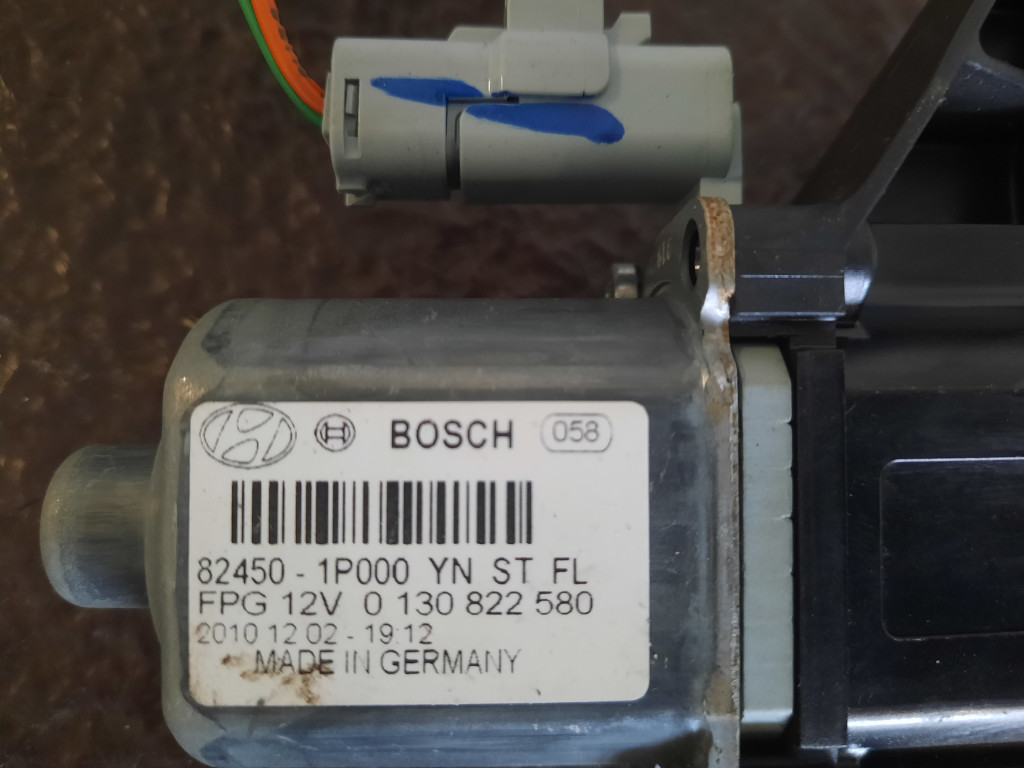 BOSCH 058
82450 - 1P000 YN ST FL
FPG 12V 0 130 822 580
2010 12 02 - 19:12
MADE IN GERMANY